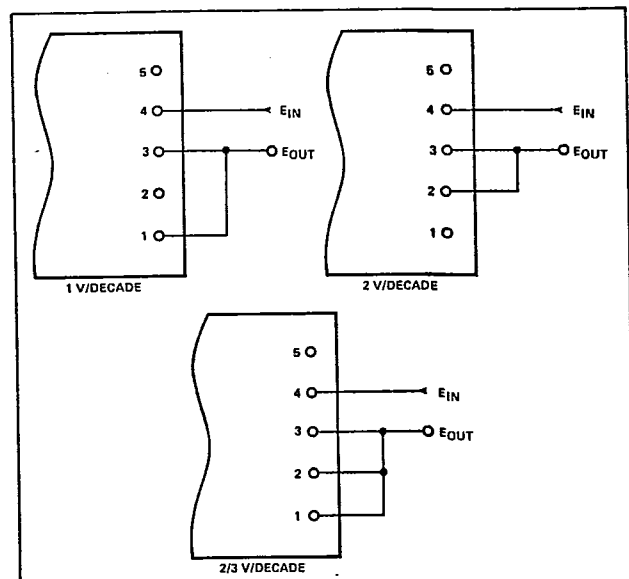 5
4 EIN
3 EOUT
2
1
1 V/DECADE
5
4 EIN
3 EOUT
2
1
2 V/DECADE
5
4 EIN
3 EOUT
2
1
2/3 V/DECADE